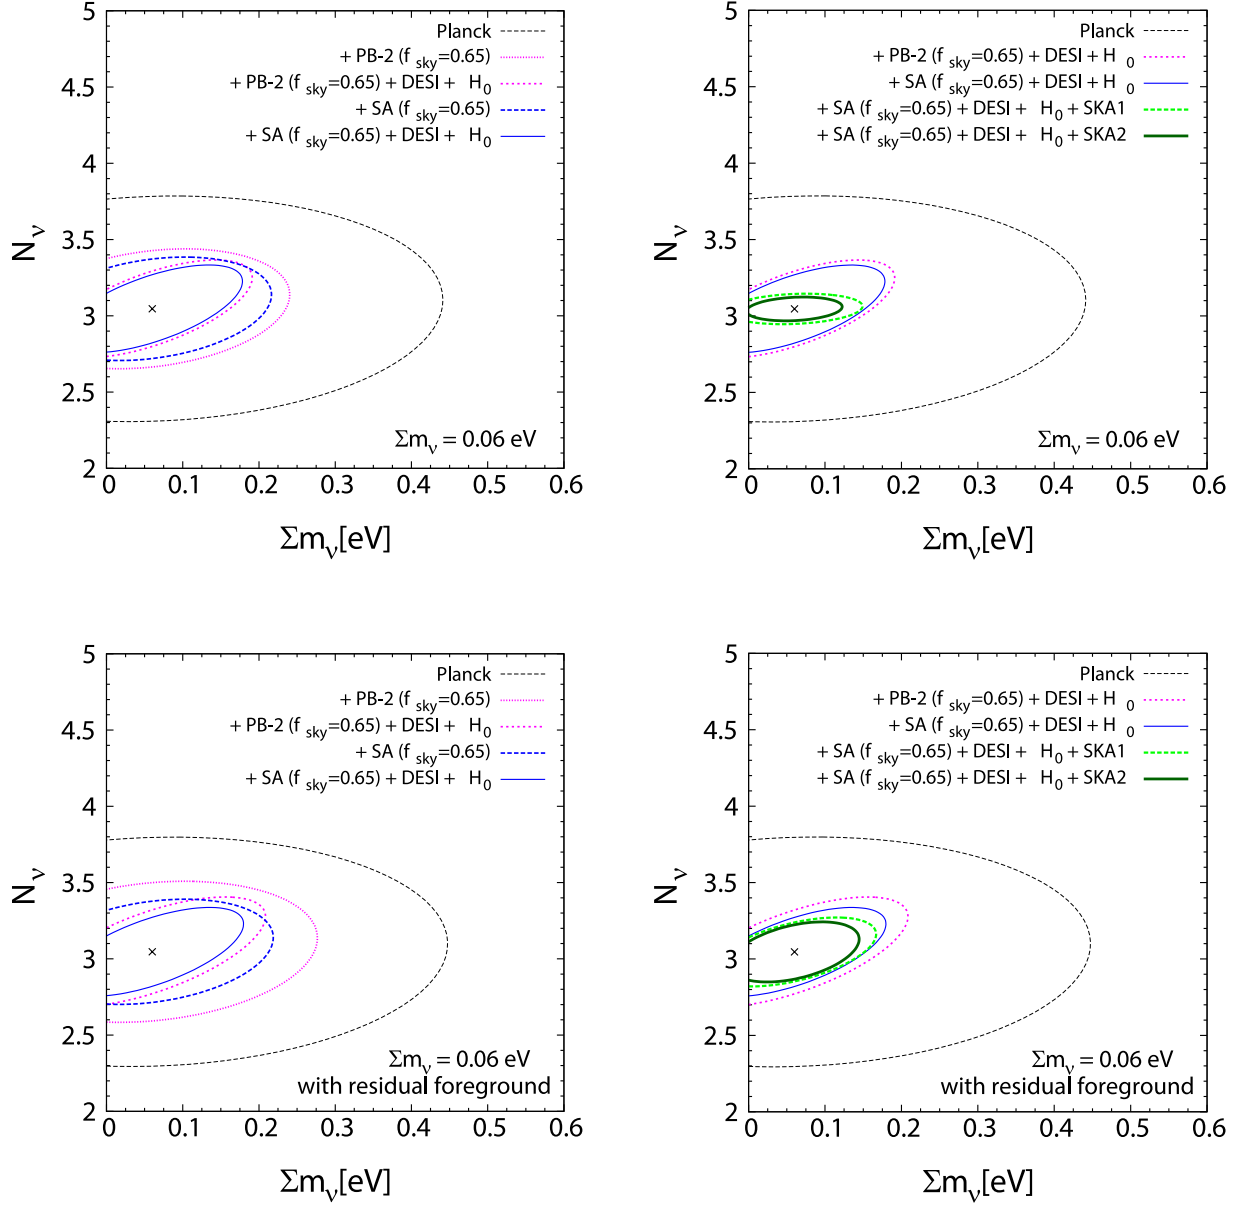 Planck
+ PB-2 (f sky=0.65)
+ PB-2 (f sky=0.65) + DESI + H0
+ SA (f sky=0.65)
+ SA (f sky=0.65) + DESI + H0
5
4.5
4
3.5
3
2.5
2
Nν
Σmν = 0.06 eV
0 0.1 0.2 0.3 0.4 0.5 0.6
Σmν[eV]
Planck
+ PB-2 (f sky=0.65) + DESI + H0
+ SA (f sky=0.65) + DESI + H0
+ SA (f sky=0.65) + DESI + H0 + SKA1
+ SA (f sky=0.65) + DESI + H0 + SKA2
5
4.5
4
3.5
3
2.5
2
Nν
Σmν = 0.06 eV
0 0.1 0.2 0.3 0.4 0.5 0.6
Σmν[eV]
Planck
+ PB-2 (f sky=0.65)
+ PB-2 (f sky=0.65) + DESI + H0
+ SA (f sky=0.65)
+ SA (f sky=0.65) + DESI + H0
5
4.5
4
3.5
3
2.5
2
Nν
Σmν = 0.06 eV
with residual foreground
0 0.1 0.2 0.3 0.4 0.5 0.6
Σmν[eV]
Planck
+ PB-2 (f sky=0.65) + DESI + H0
+ SA (f sky=0.65) + DESI + H0
+ SA (f sky=0.65) + DESI + H0 + SKA1
+ SA (f sky=0.65) + DESI + H0 + SKA2
5
4.5
4
3.5
3
2.5
2
Nν
Σmν = 0.06 eV
with residual foreground
0 0.1 0.2 0.3 0.4 0.5 0.6
Σmν[eV]